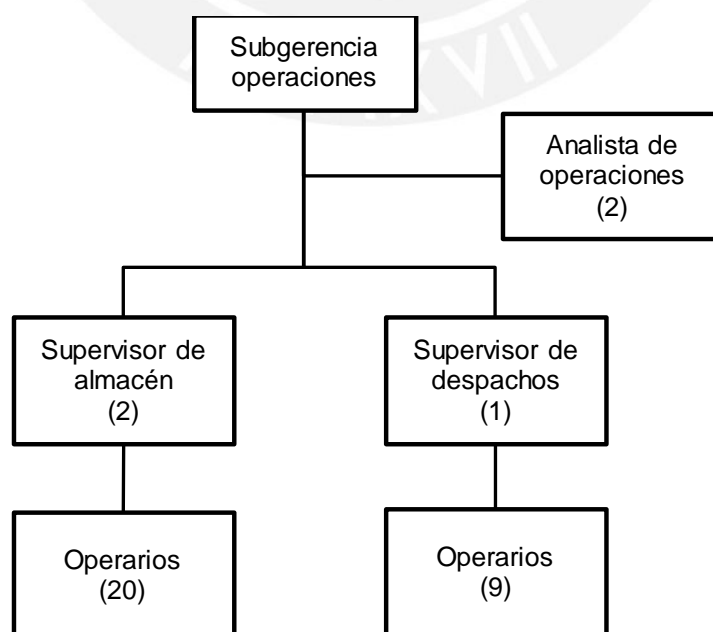 Subgerencia
operaciones
Analista de
operaciones
(2)
Supervisor de
almacén
(2)
Supervisor de
despachos
(1)
Operarios
(20)
Operarios
(9)